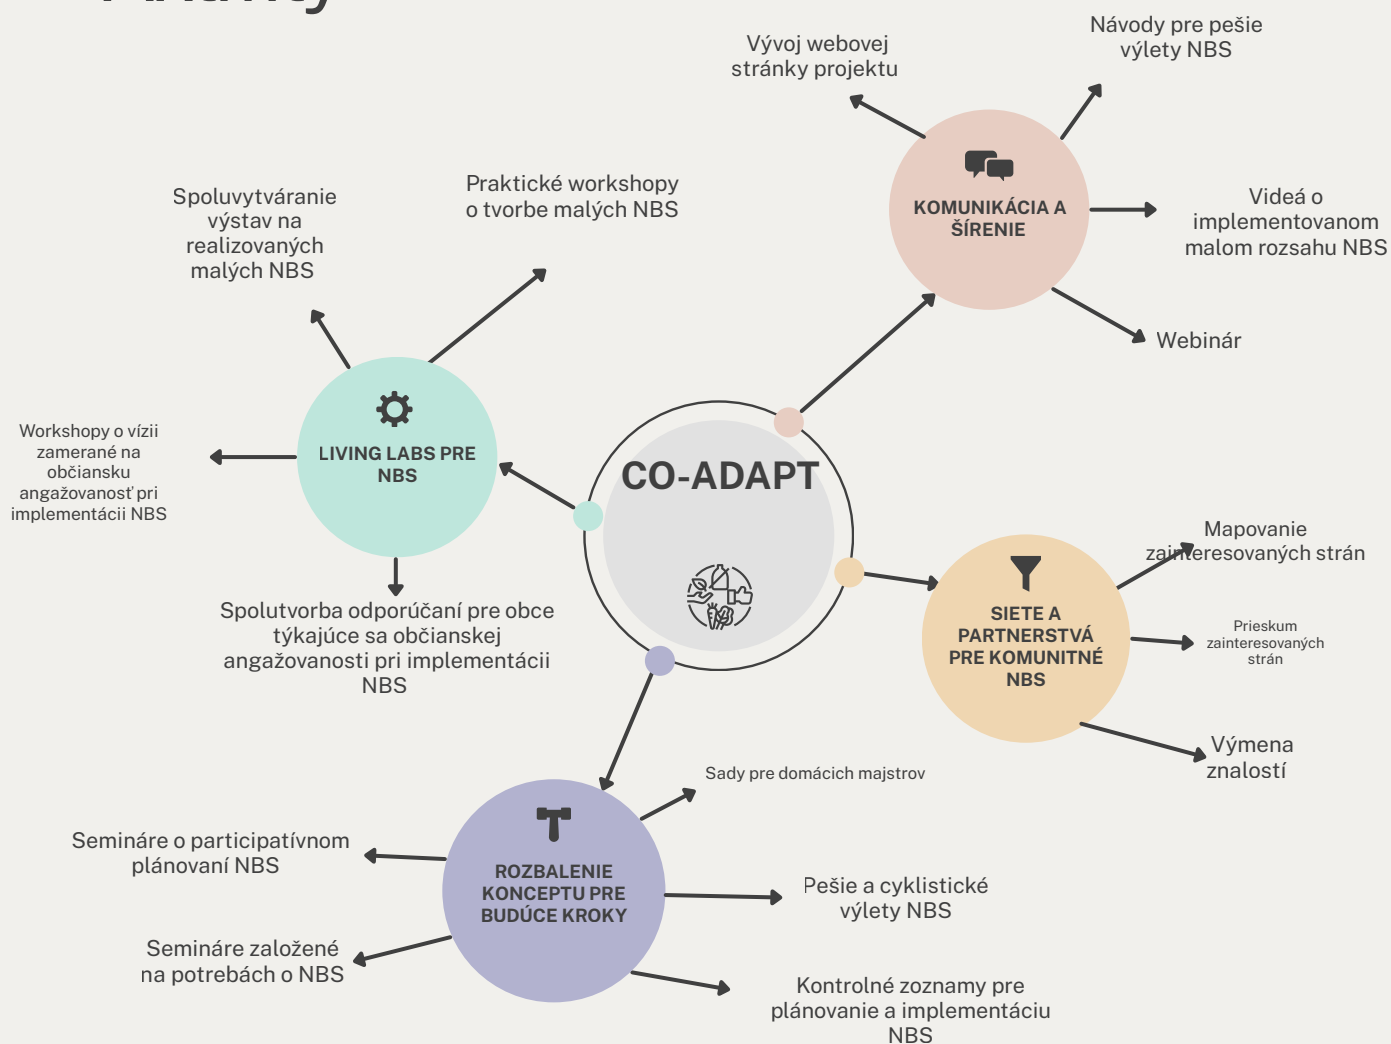 Vývoj webovej
stránky projektu
Návody pre pešie
výlety NBS
KOMUNIKÁCIA A
ŠÍRENIE
Videá o
implementovanom
malom rozsahu NBS
Webinár
Spoluvytváranie
výstav na
realizovaných
malých NBS
Praktické workshopy
o tvorbe malých NBS
LIVING LABS PRE
NBS
Workshopy o vízii
zamerané na
občiansku
angažovanosť pri
implementácii NBS
Spolutvorba odporúčaní pre obce
týkajúce sa občianskej
angažovanosti pri implementácii
NBS
CO-ADAPT
SIETE A
PARTNERSTVÁ
PRE KOMUNITNÉ
NBS
Mapovanie
zainteresovaných strán
Prieskum
zainteresovaných
strán
Výmena
znalostí
ROZBALENIE
KONCEPTU PRE
BUDÚCE KROKY
Sady pre domácich majstrov
Semináre o participatívnom
plánovaní NBS
Pešie a cyklistické
výlety NBS
Semináre založené
na potrebách o NBS
Kontrolné zoznamy pre
plánovanie a implementáciu
NBS